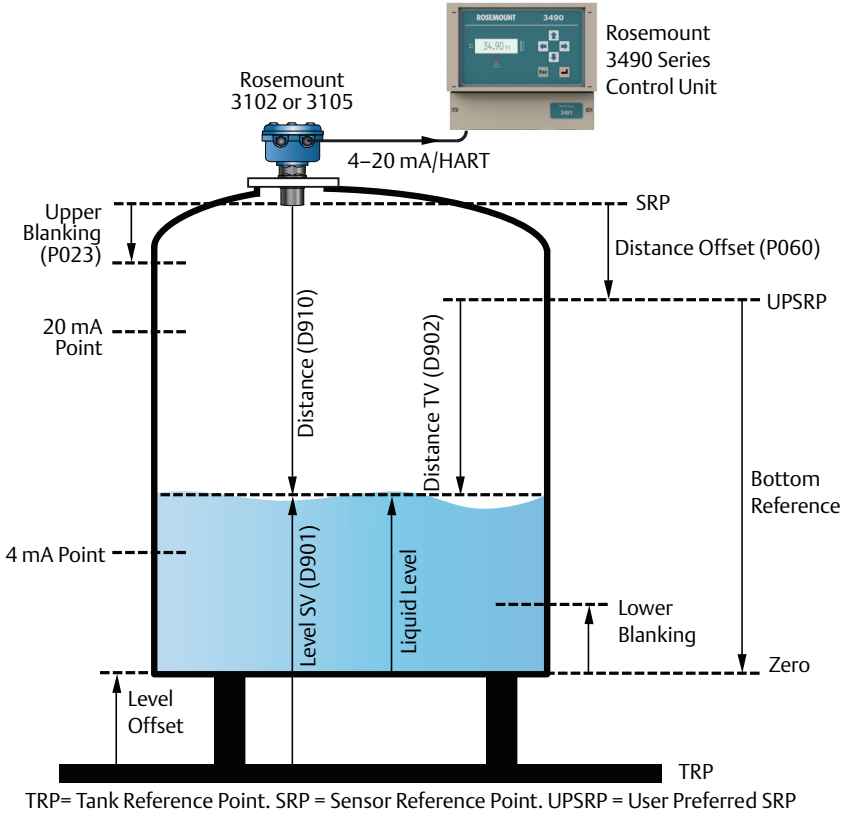 ROSEMOUNT 3490
34.90
Esc
3491
Rosemount
3490 Series
Control Unit
Rosemount
3102 or 3105
4–20 mA/HART
Upper
Blanking
(P023)
SRP
Distance Offset (P060)
UPSRP
20 mA
Point
Distance (D910)
Distance TV (D902)
Bottom
Reference
4 mA Point
Level SV (D901)
Liquid Level
Lower
Blanking
Zero
Level
Offset
TRP
TRP= Tank Reference Point. SRP = Sensor Reference Point. UPSRP = User Preferred SRP